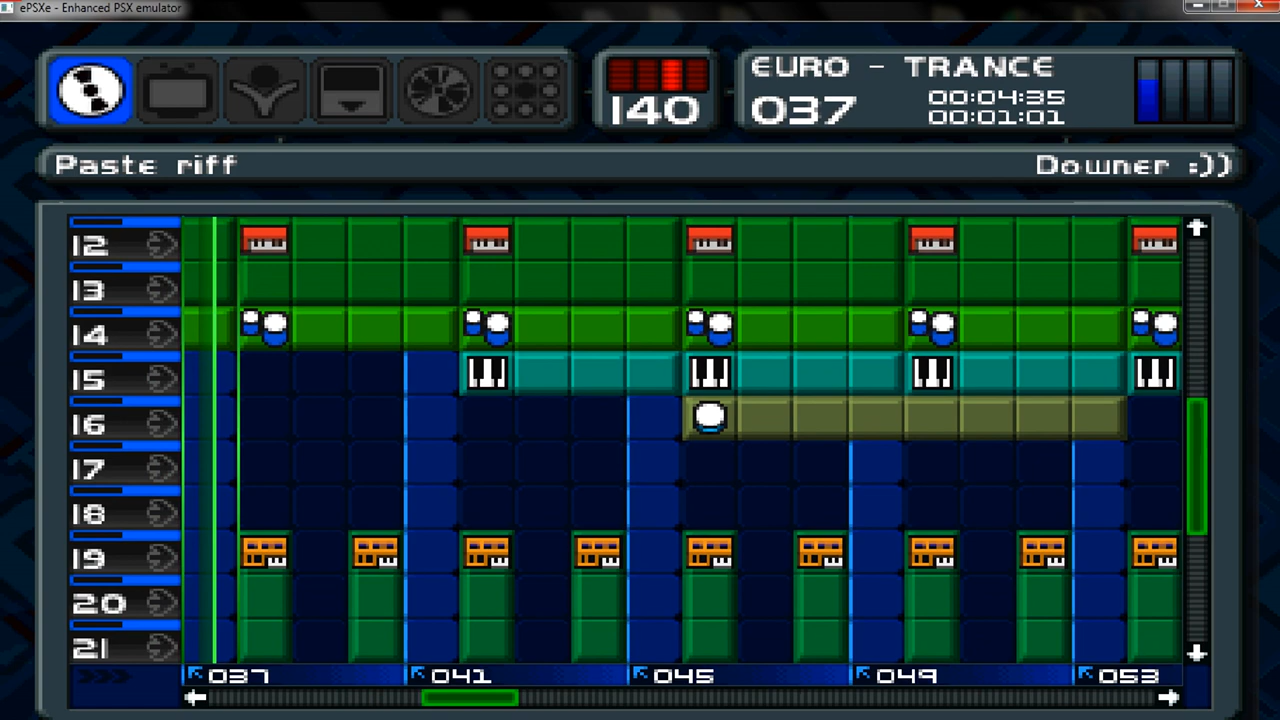 ePSXe - Enhanced PSX emulator
140
EURO - TRANCE
037
00:04:35
00:01:01
Paste riff
Downer :))
12
13
14
15
16
17
18
19
20
21
037 041 045 049 053